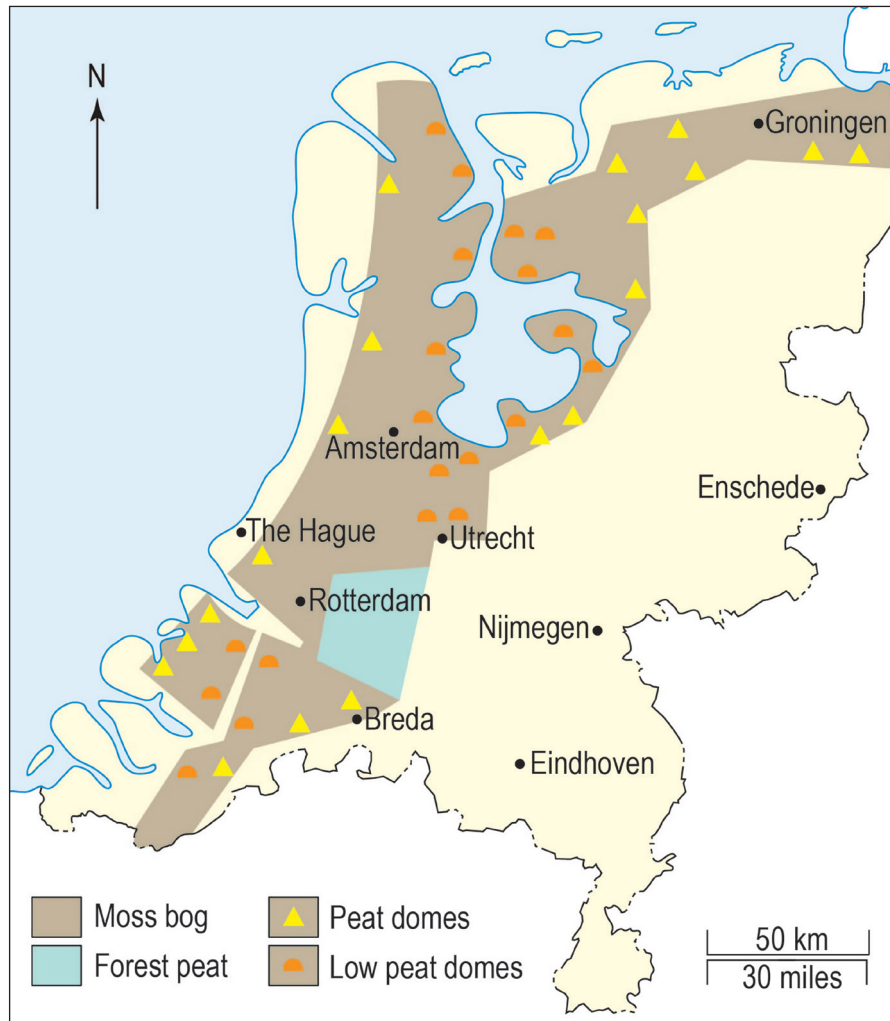 N
Groningen
Amsterdam
Enschede
The Hague
Utrecht
Rotterdam
Nijmegen
Breda
Eindhoven
Moss bog
Peat domes
Forest peat
Low peat domes
50 km
30 miles